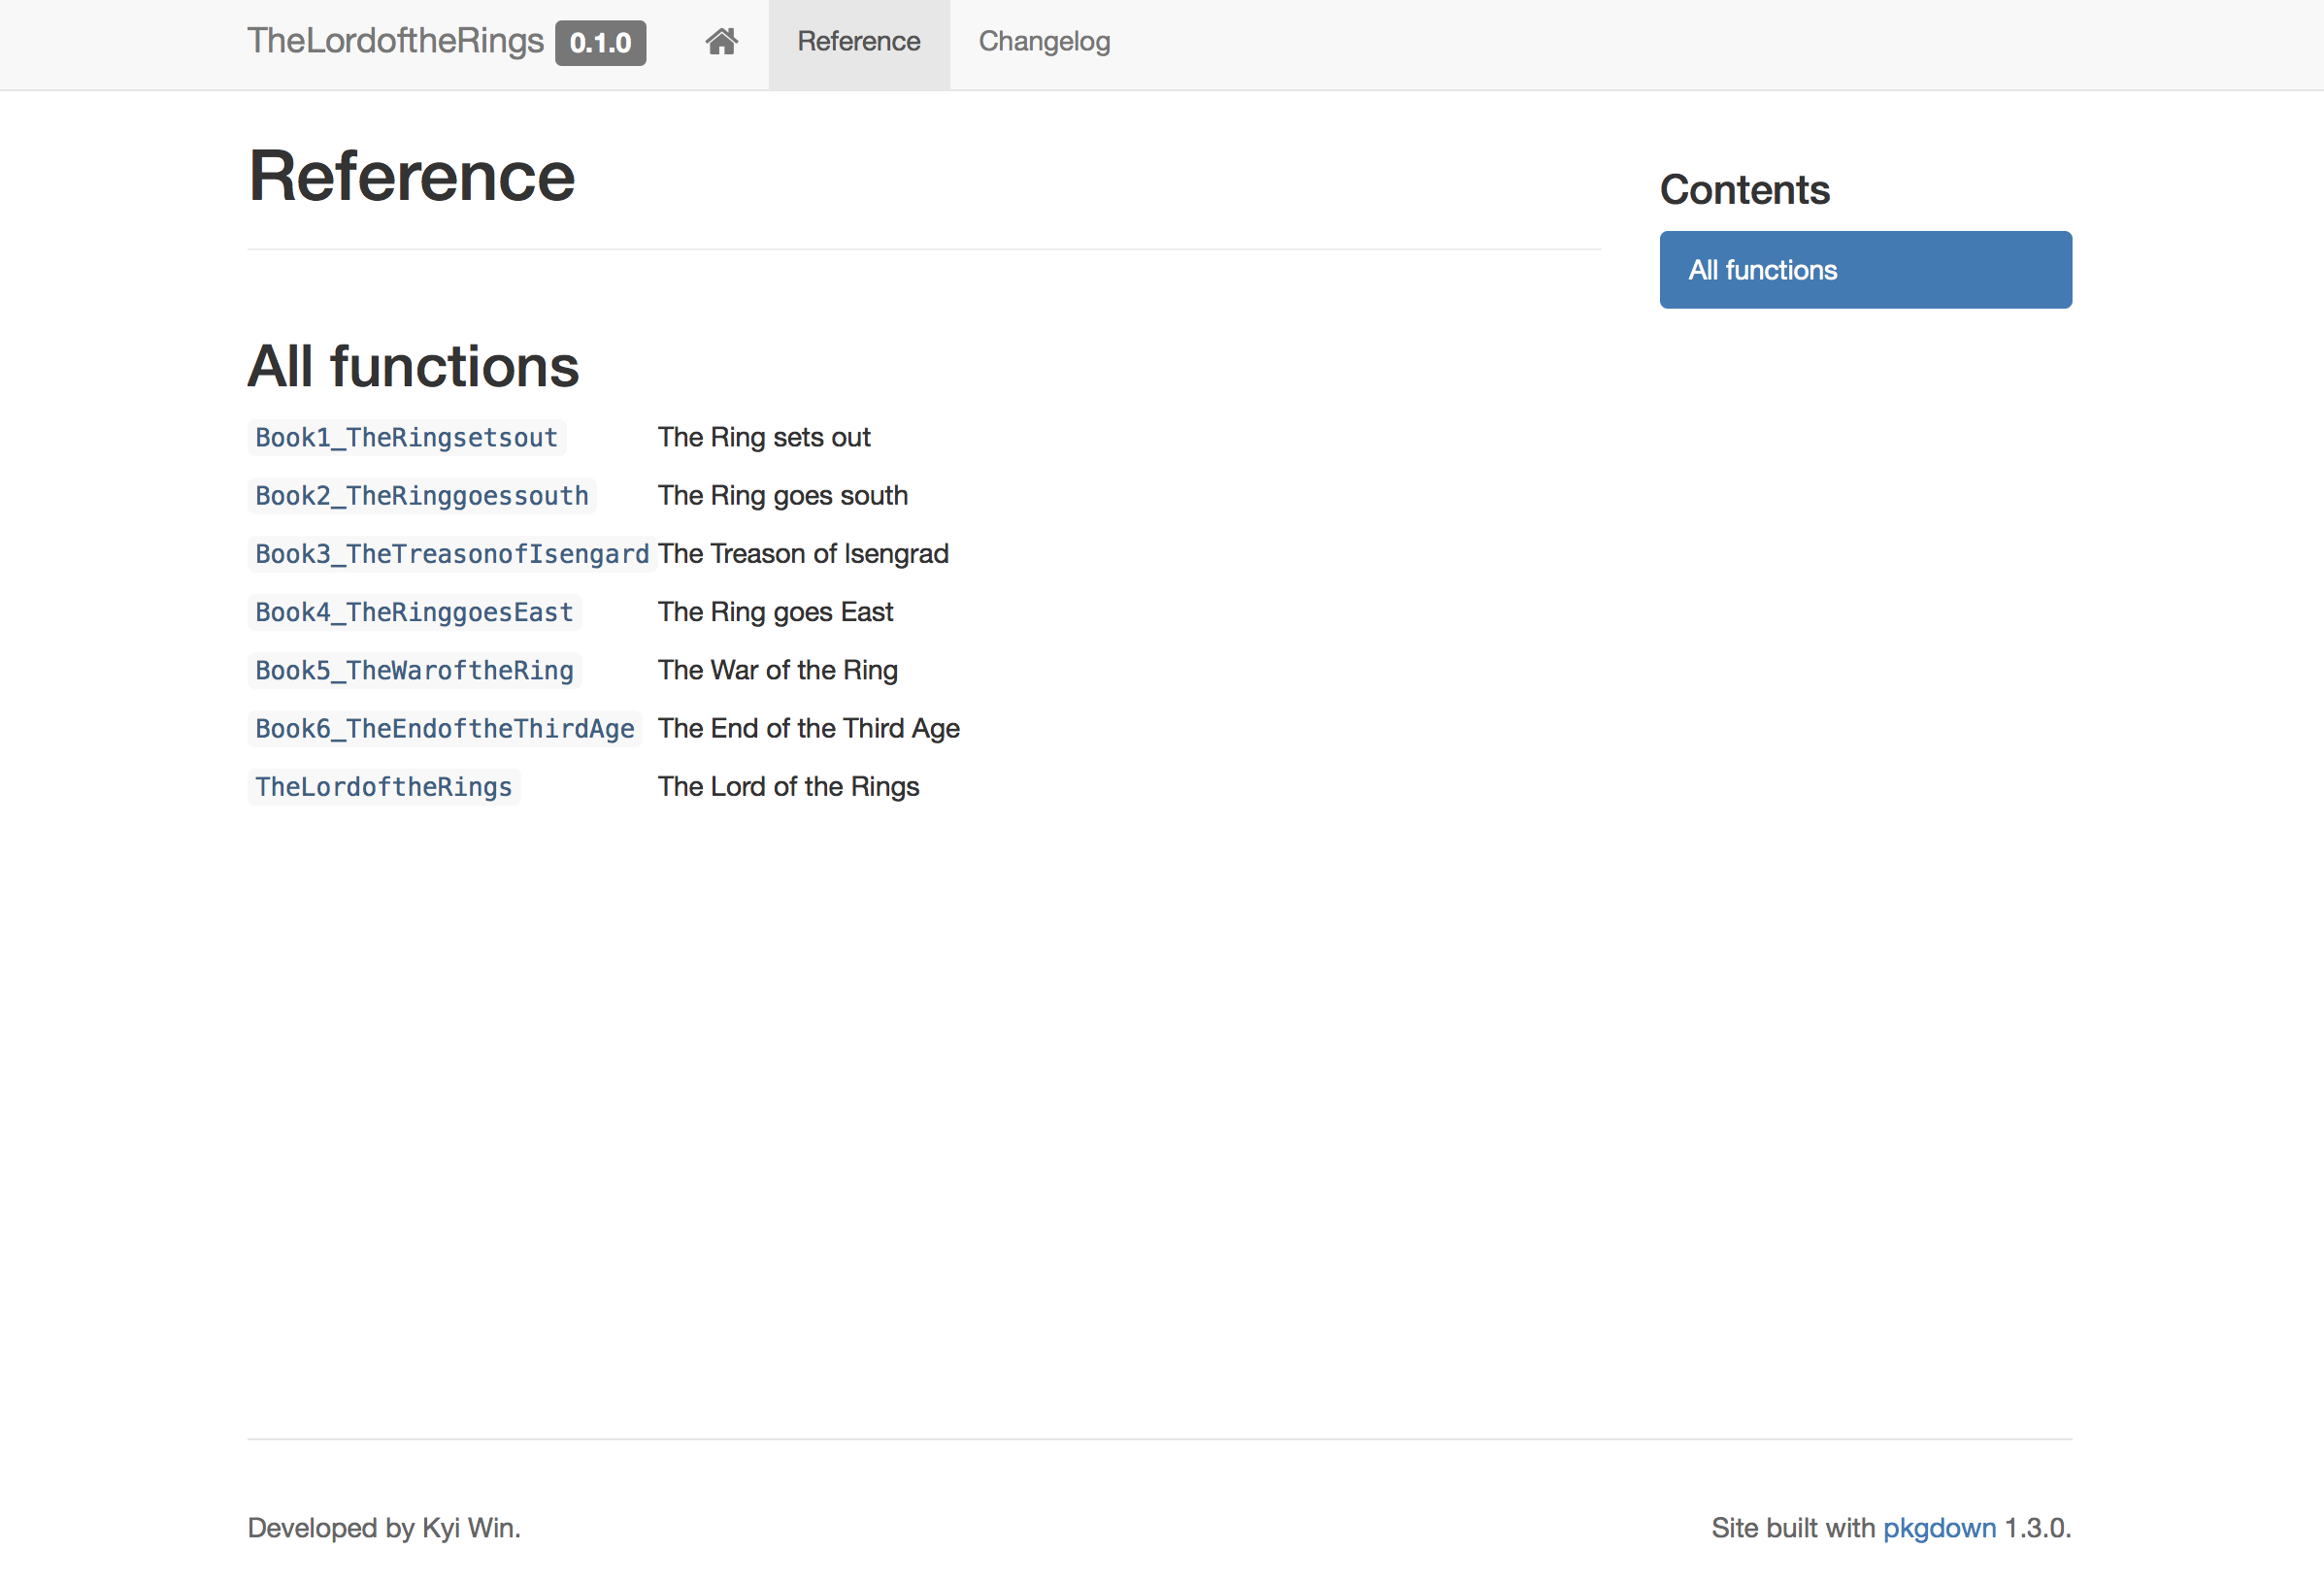 TheLordoftheRings 0.1.0 Reference Changelog
Reference
Contents
All functions
All functions
Book1_TheRingsetsout The Ring sets out
Book2_TheRinggoessouth The Ring goes south
Book3_TheTreasonofIsengard The Treason of Isengrad
Book4_TheRinggoesEast The Ring goes East
Book5_TheWaroftheRing The War of the Ring
Book6_TheEndoftheThirdAge The End of the Third Age
TheLordoftheRings The Lord of the Rings
Developed by Kyi Win.
Site built with pkgdown 1.3.0.